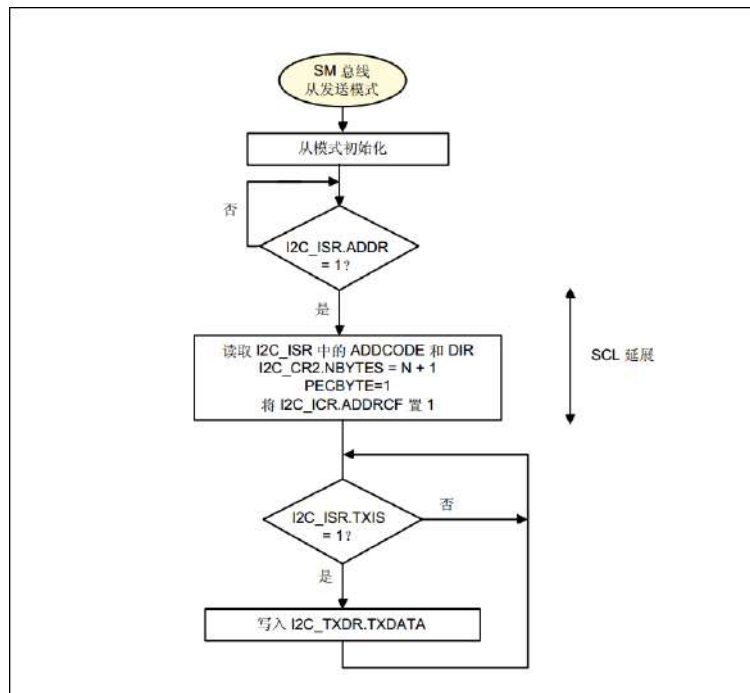 SM 总线
从发送模式
从模式初始化
否
I2C_ISR.ADDR
= 1?
是
读取 I2C_ISR 中的 ADDCODE 和 DIR
I2C_CR2.NBYTES = N + 1
PECBYTE=1
将 I2C_ICR.ADDRCF 置 1
SCL 延展
I2C_ISR.TXIS
= 1?
否
是
写入 I2C_TXDR.TXDATA